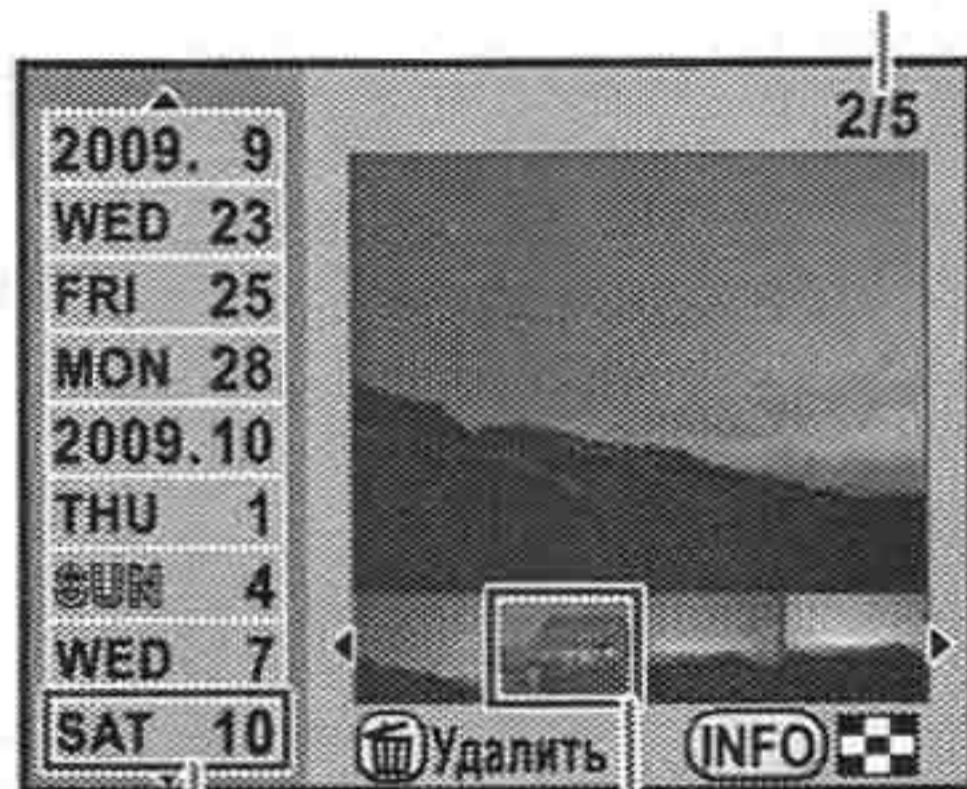 2/5
2009. 9
WED 23
FRI 25
MON 28
2009.10
THU 1
SUN 4
WED 7
SAT 10
Удалить INFO